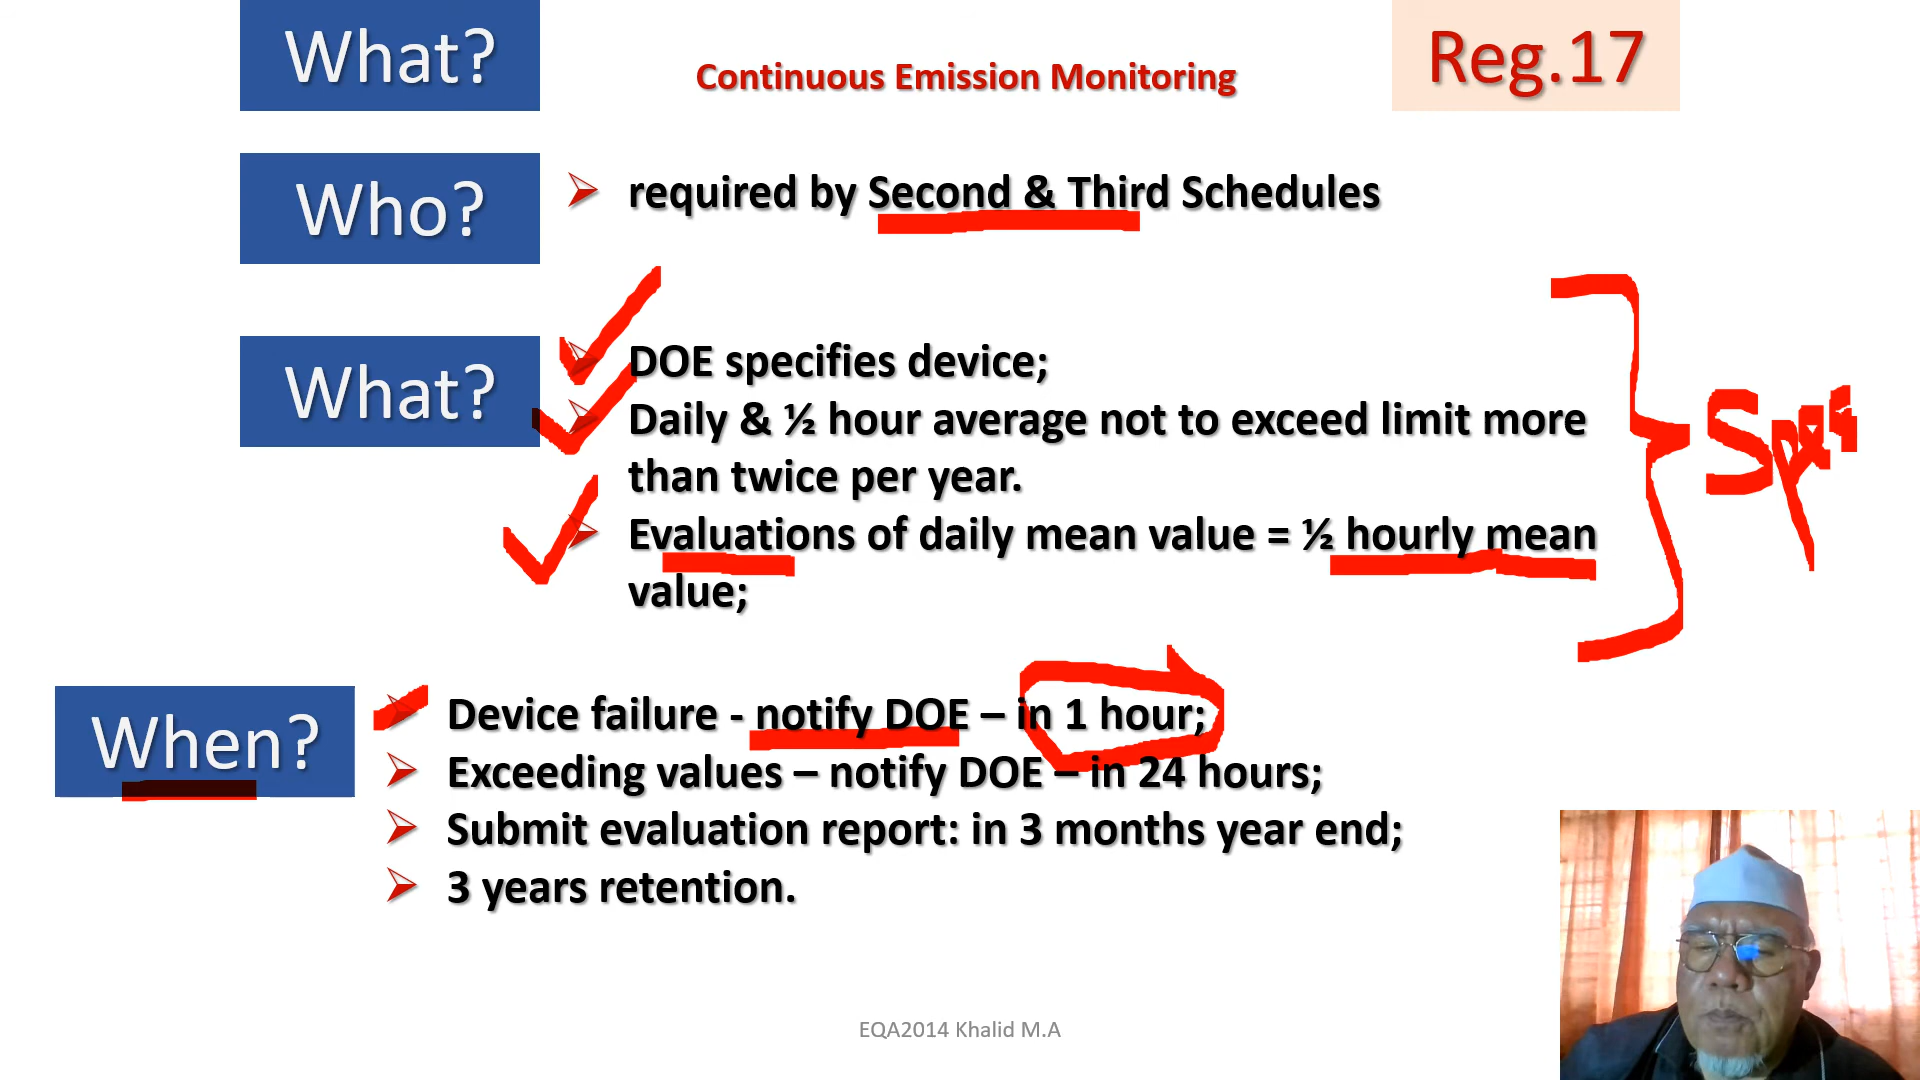 What?
Continuous Emission Monitoring
Reg.17
Who?
required by Second & Third Schedules
What?
DOE specifies device;
Daily & ½ hour average not to exceed limit more
than twice per year.
Evaluations of daily mean value = ½ hourly mean
value;
When?
Device failure - notify DOE – in 1 hour;
Exceeding values – notify DOE – in 24 hours;
Submit evaluation report: in 3 months year end;
3 years retention.
EQA2014 Khalid M.A